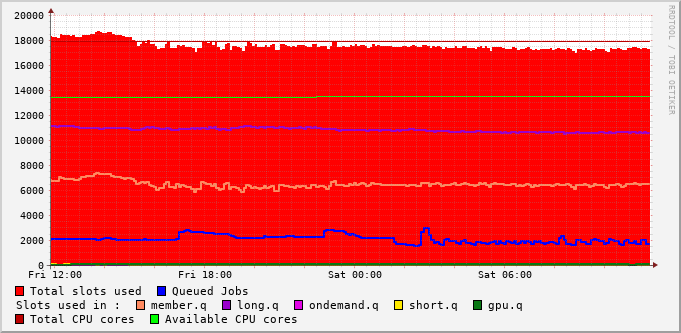 20000
18000
16000
14000
12000
10000
8000
6000
4000
2000
0
Fri 12:00 Fri 18:00 Sat 00:00 Sat 06:00
Total slots used Queued Jobs
Slots used in : member.q long.q ondemand.q short.q gpu.q
Total CPU cores Available CPU cores
RRDTOOL / TOBI OETIKER